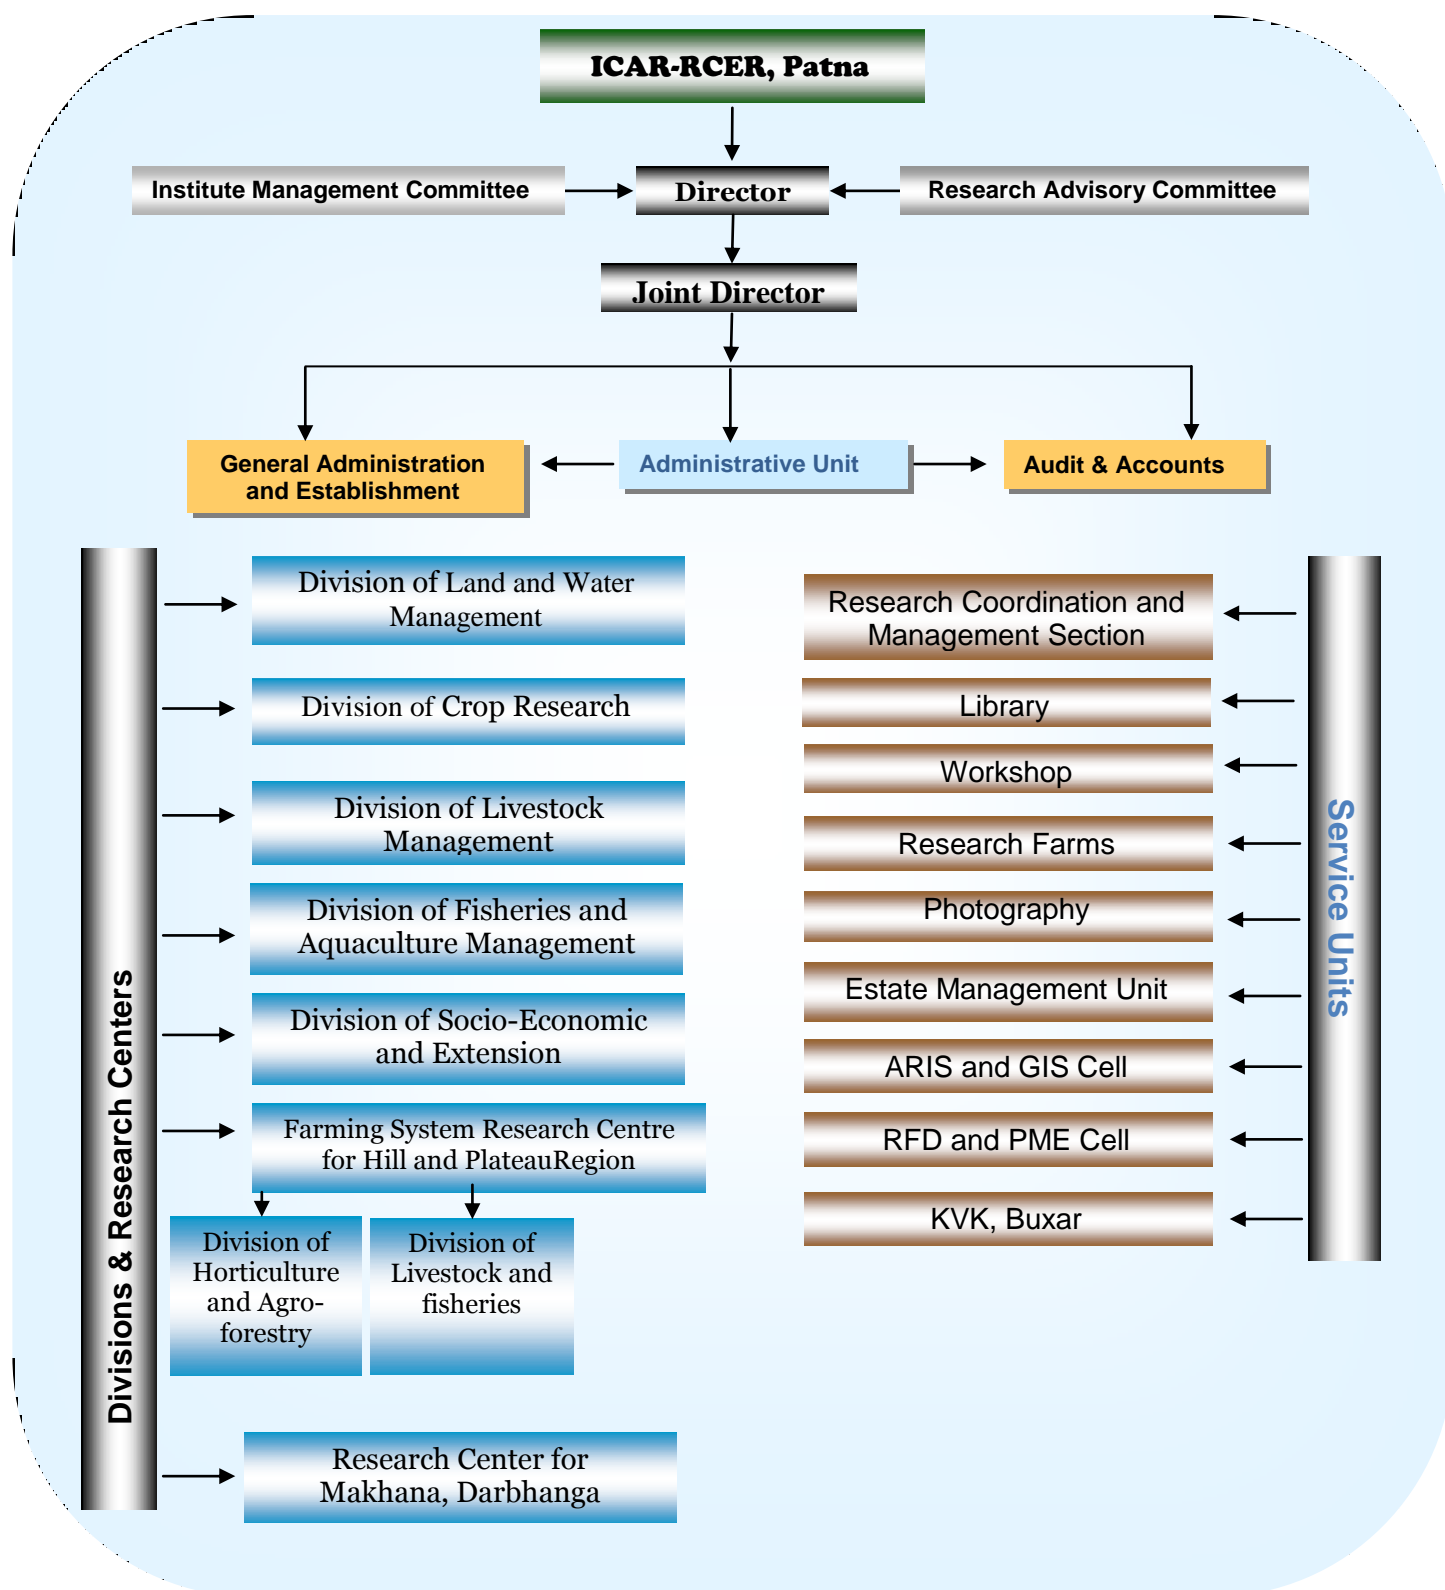 ICAR-RCER, Patna
Institute Management Committee
Director
Research Advisory Committee
Joint Director
General Administration
and Establishment
Administrative Unit
Audit & Accounts
Divisions & Research Centers
Division of Land and Water
Management
Division of Crop Research
Division of Livestock
Management
Division of Fisheries and
Aquaculture Management
Division of Socio-Economic
and Extension
Farming System Research Centre
for Hill and PlateauRegion
Division of
Horticulture
and Agro-
forestry
Division of
Livestock and
fisheries
Research Center for
Makhana, Darbhanga
Research Coordination and
Management Section
Library
Workshop
Research Farms
Photography
Estate Management Unit
ARIS and GIS Cell
RFD and PME Cell
KVK, Buxar
Service Units